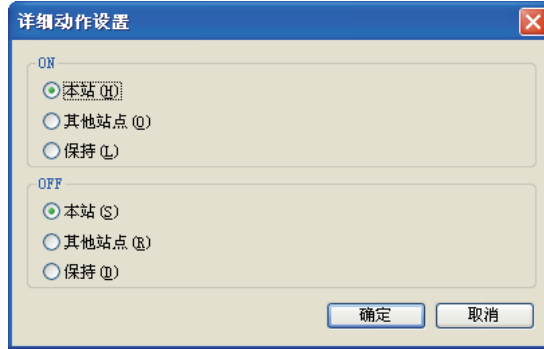 详细动作设置
ON
本站(H)
其他站点(O)
保持(L)
OFF
本站(S)
其他站点(R)
保持(D)
确定 取消